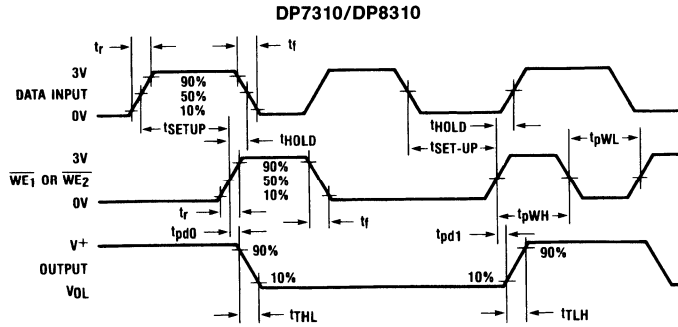 DP7310/DP8310
tr
tf
3V
DATA INPUT
0V
90%
50%
10%
tSETUP
tHOLD
tHOLD
tSET-UP
tpWL
3V
WE1 OR WE2
0V
90%
50%
10%
tr
tf
tpWH
tpd0
tpd1
V+
OUTPUT
VOL
90%
10%
10%
90%
tTHL
tTLH